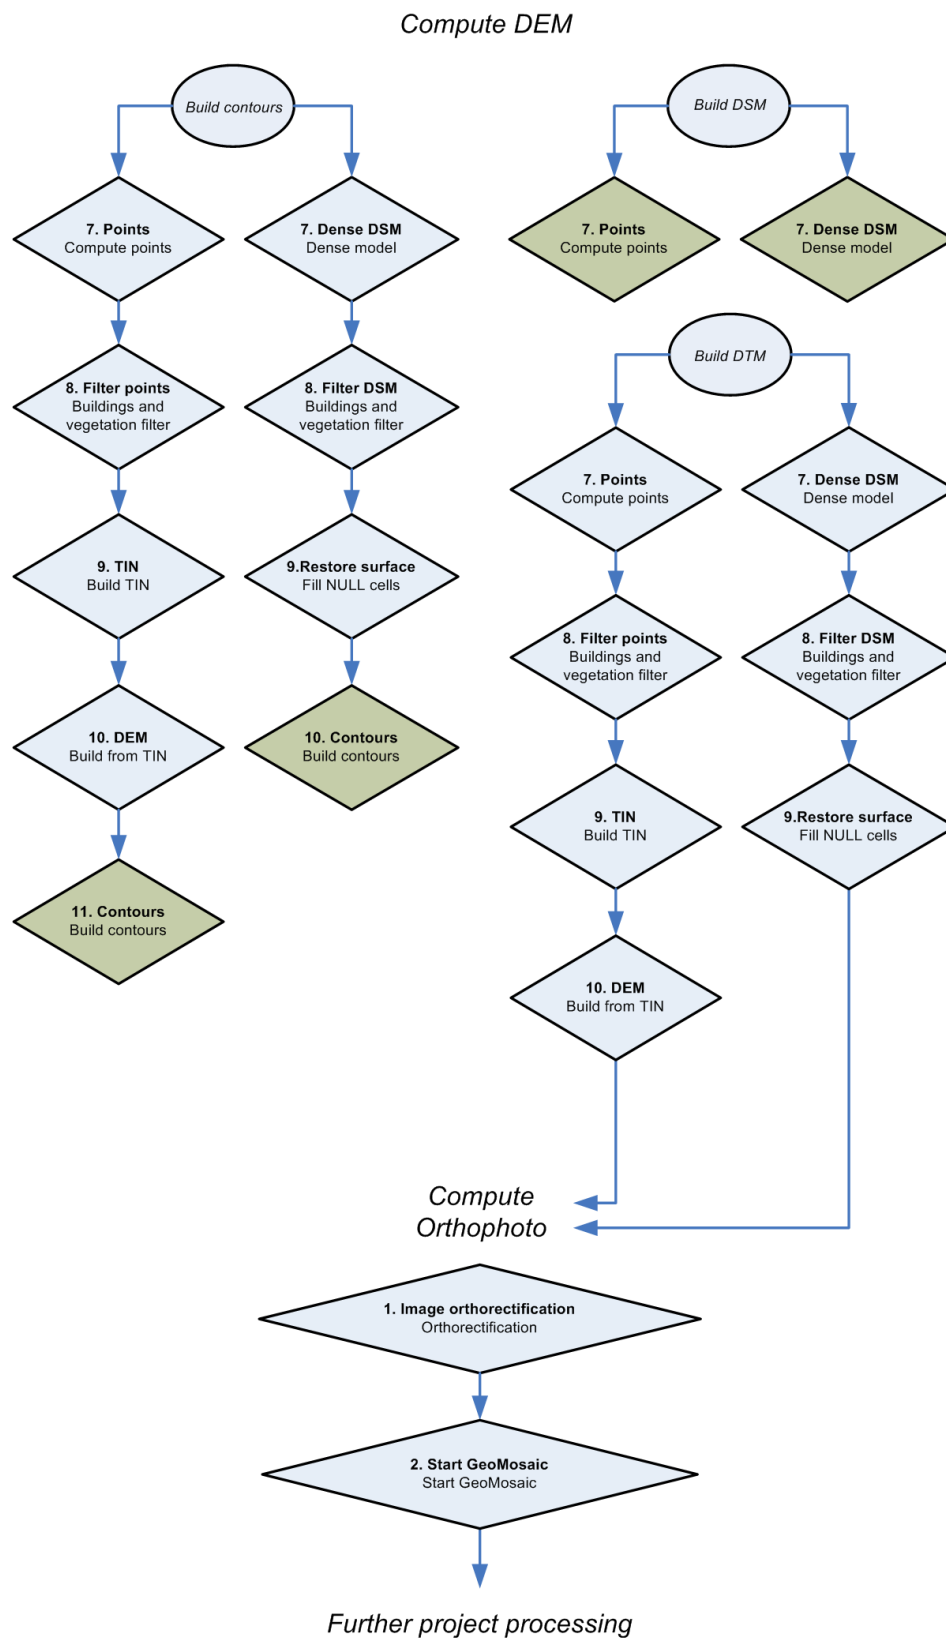 Compute DEM
Build contours
7. Points
Compute points
7. Dense DSM
Dense model
8. Filter points
Buildings and
vegetation filter
8. Filter DSM
Buildings and
vegetation filter
9. TIN
Build TIN
9.Restore surface
Fill NULL cells
10. DEM
Build from TIN
10. Contours
Build contours
11. Contours
Build contours
Build DSM
7. Points
Compute points
7. Dense DSM
Dense model
Build DTM
7. Points
Compute points
7. Dense DSM
Dense model
8. Filter points
Buildings and
vegetation filter
8. Filter DSM
Buildings and
vegetation filter
9. TIN
Build TIN
9.Restore surface
Fill NULL cells
10. DEM
Build from TIN
Compute
Orthophoto
1. Image orthorectification
Orthorectification
2. Start GeoMosaic
Start GeoMosaic
Further project processing